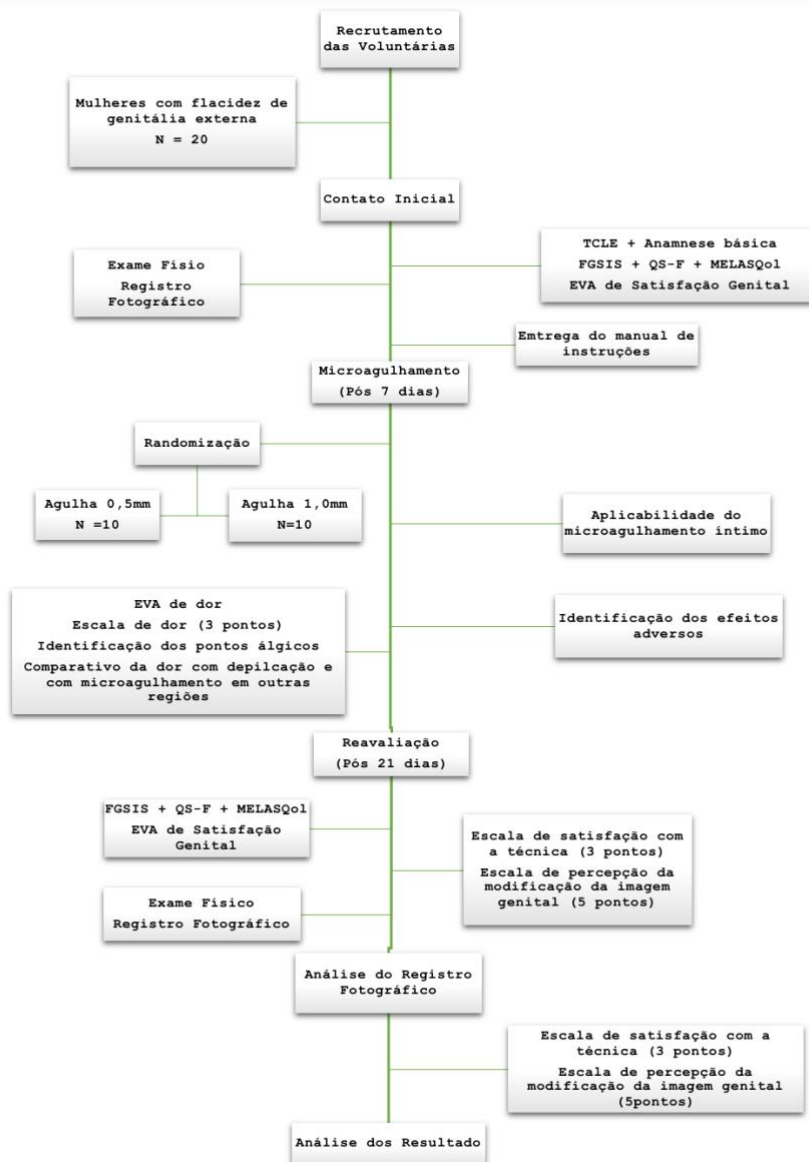 Recrutamento
das Voluntárias
Mulheres com flacidez de
genitália externa
N = 20
Contato Inicial
TCLE + Anamnese básica
FGSIS + QS-F + MELASQol
EVA de Satisfação Genital
Exame Físio
Registro
Fotográfico
Emtrega do manual de
instruções
Microagulhamento
(Pós 7 dias)
Randomização
Agulha 0,5mm
N =10
Agulha 1,0mm
N=10
Aplicabilidade do
microagulhamento íntimo
EVA de dor
Escala de dor (3 pontos)
Identificação dos pontos álgicos
Comparativo da dor com depilcação e
com microagulhamento em outras
regiões
Identificação dos efeitos
adversos
Reavaliação
(Pós 21 dias)
FGSIS + QS-F + MELASQol
EVA de Satisfação
Genital
Escala de satisfação com
a técnica (3 pontos)
Escala de percepção da
modificação da imagem
genital (5 pontos)
Exame Físico
Registro Fotográfico
Análise do Registro
Fotográfico
Escala de satisfação com a
técnica (3 pontos)
Escala de percepção da
modificação da imagem genital
(5pontos)
Análise dos Resultado